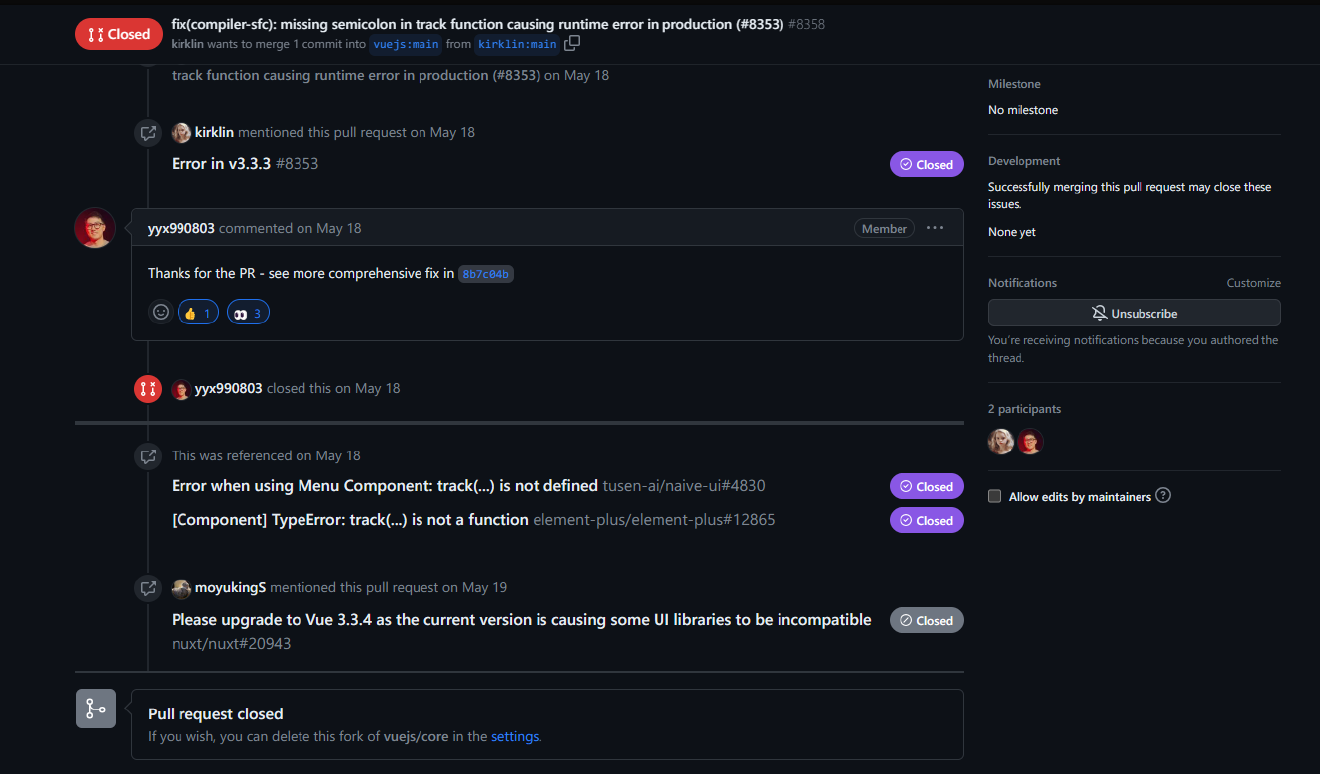 Closed
fix(compiler-sfc): missing semicolon in track function causing runtime error in production (#8353) #8358
kirklin wants to merge 1 commit into vuejs:main from kirklin:main
track function causing runtime error in production (#8353) on May 18
kirklin mentioned this pull request on May 18
Error in v3.3.3 #8353
Closed
yyx990803 commented on May 18
Member
Thanks for the PR - see more comprehensive fix in 8b7c04b
1
3
yyx990803 closed this on May 18
This was referenced on May 18
Error when using Menu Component: track(...) is not defined tusen-ai/naive-ui#4830
Closed
[Component] TypeError: track(...) is not a function element-plus/element-plus#12865
Closed
moyukingS mentioned this pull request on May 19
Please upgrade to Vue 3.3.4 as the current version is causing some UI libraries to be incompatible
nuxt/nuxt#20943
Closed
Pull request closed
If you wish, you can delete this fork of vuejs/core in the settings.
Milestone
No milestone
Development
Successfully merging this pull request may close these
issues.
None yet
Notifications
Customize
Unsubscribe
You're receiving notifications because you authored the
thread.
2 participants
Allow edits by maintainers